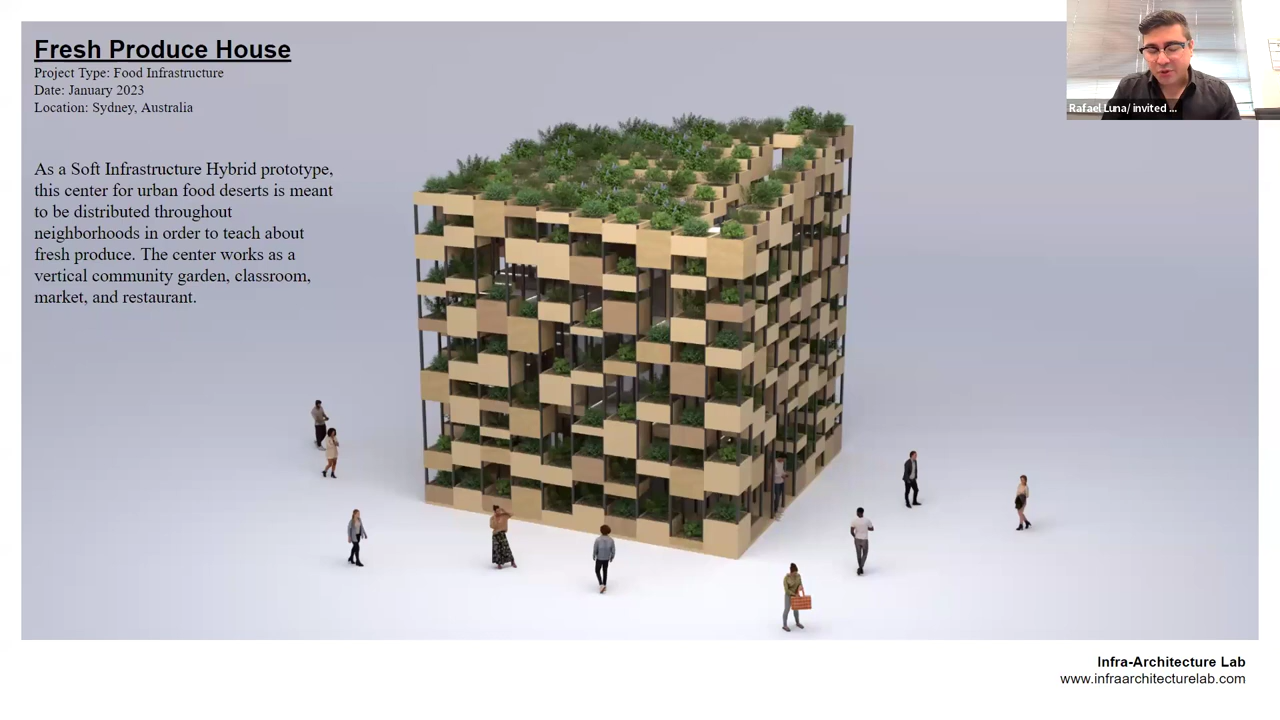 Fresh Produce House
Project Type: Food Infrastructure
Date: January 2023
Location: Sydney, Australia
As a Soft Infrastructure Hybrid prototype,
this center for urban food deserts is meant
to be distributed throughout
neighborhoods in order to teach about
fresh produce. The center works as a
vertical community garden, classroom,
market, and restaurant.
Rafael Luna/ invited ...
Infra-Architecture Lab
www.infraarchitecturelab.com